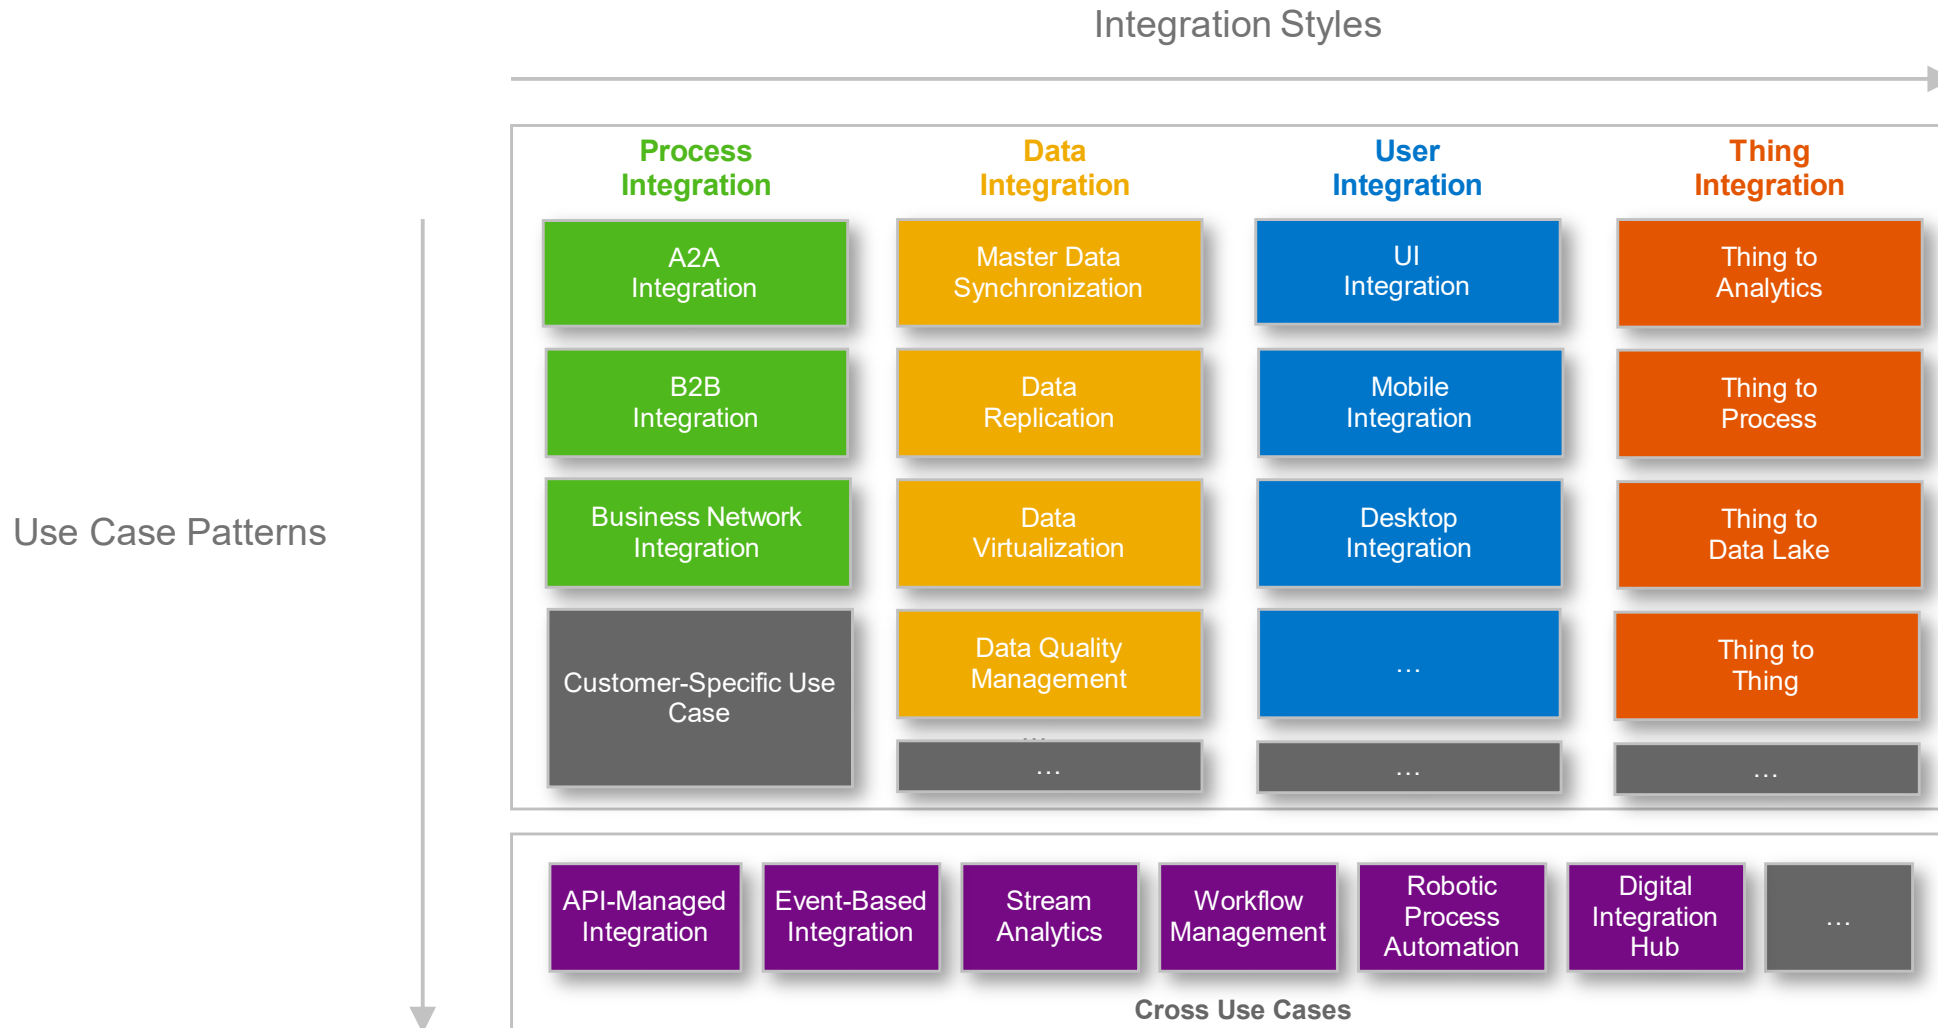 Integration Styles
Use Case Patterns
Process
Integration
A2A
Integration
B2B
Integration
Business Network
Integration
Customer-Specific Use
Case
Data
Integration
Master Data
Synchronization
Data
Replication
Data
Virtualization
Data Quality
Management
…
…
User
Integration
UI
Integration
Mobile
Integration
Desktop
Integration
…
…
Thing
Integration
Thing to
Analytics
Thing to
Process
Thing to
Data Lake
Thing to
Thing
…
API-Managed
Integration
Event-Based
Integration
Stream
Analytics
Workflow
Management
Robotic
Process
Automation
Digital
Integration
Hub
…
Cross Use Cases